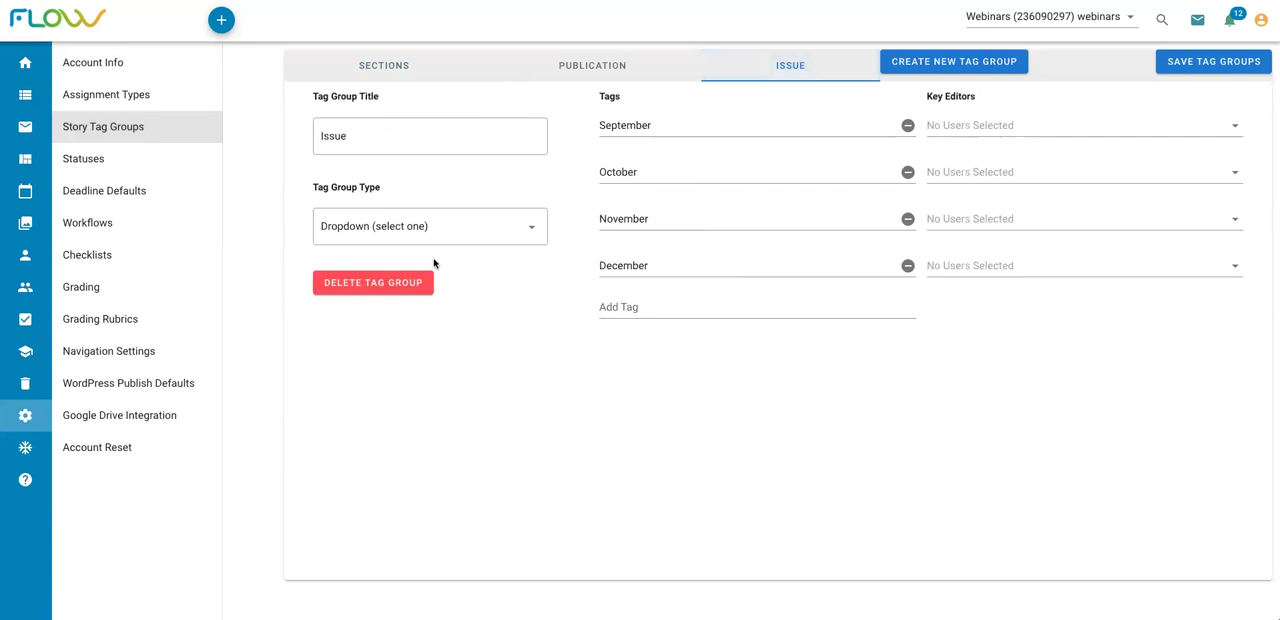 FLOW
+
Webinars (236090297) webinars
12
Account Info
Assignment Types
Story Tag Groups
Statuses
Deadline Defaults
Workflows
Checklists
Grading
Grading Rubrics
Navigation Settings
WordPress Publish Defaults
Google Drive Integration
Account Reset
SECTIONS
PUBLICATION
ISSUE
CREATE NEW TAG GROUP
SAVE TAG GROUPS
Tag Group Title
Issue
Tag Group Type
Dropdown (select one)
DELETE TAG GROUP
Tags
Key Editors
September
No Users Selected
October
No Users Selected
November
No Users Selected
December
No Users Selected
Add Tag